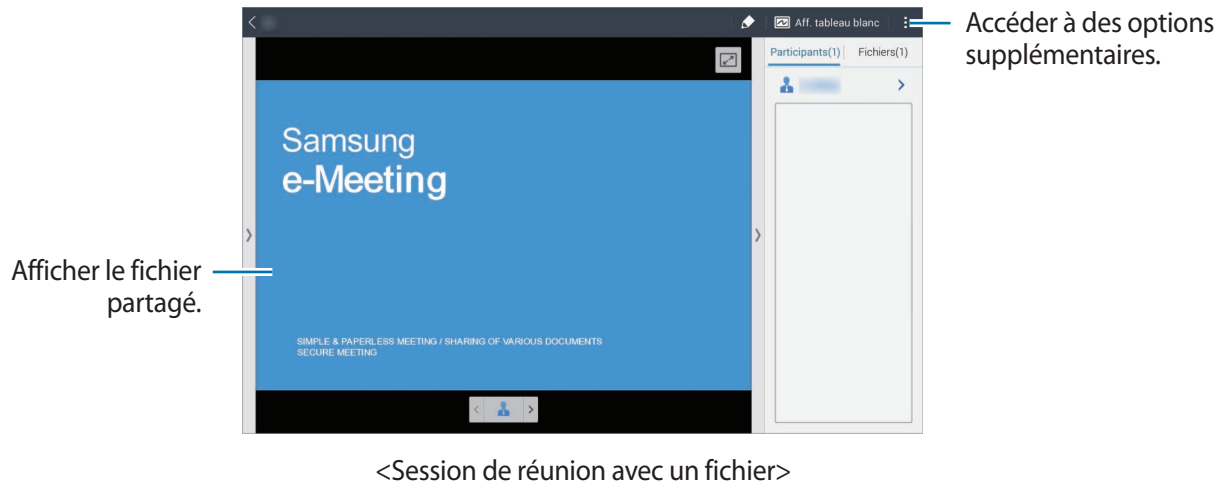 Aff. tableau blanc
Accéder à des options
supplémentaires.
Participants(1) Fichiers(1)
Samsung
e-Meeting
Afficher le fichier
partagé.
SIMPLE & PAPERLESS MEETING / SHARING OF VARIOUS DOCUMENTS
SECURE MEETING
<Session de réunion avec un fichier>